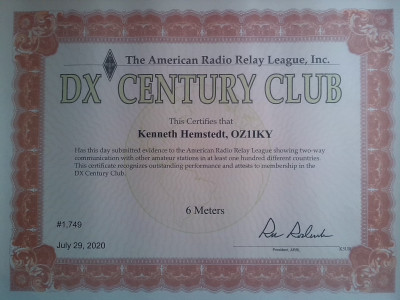 The American Radio Relay League, Inc.
DX CENTURY CLUB
This Certifies that
Kenneth Hemstedt, OZ1IKY
Has this day submitted evidence to the American Radio Relay League showing two-way
communication with other amateur stations in at least one hundred different countries.
This certificate recognizes outstanding performance and attests to membership in the
DX Century Club.
6 Meters
#1,749
July 29, 2020
President, ARRL